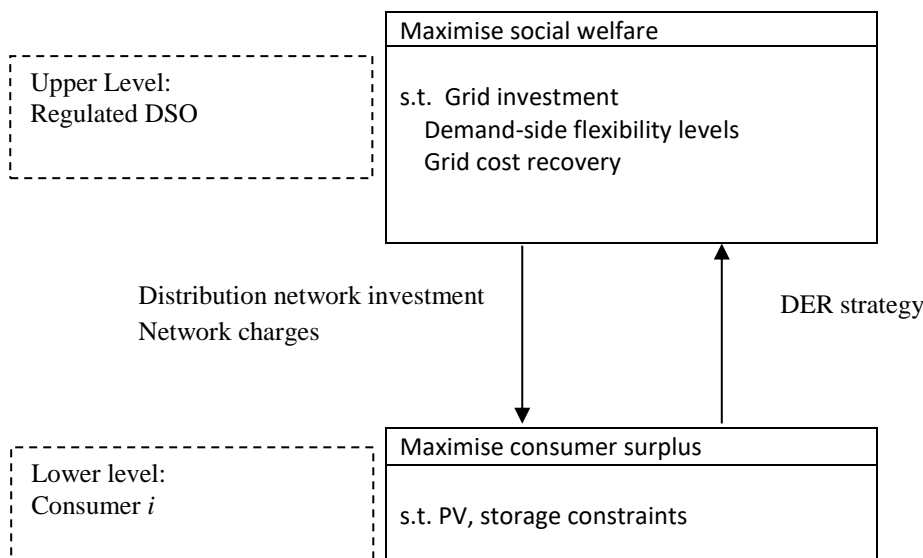 Maximise social welfare
Upper Level:
Regulated DSO
s.t. Grid investment
Demand-side flexibility levels
Grid cost recovery
Distribution network investment
Network charges
DER strategy
Maximise consumer surplus
Lower level:
Consumer i
s.t. PV, storage constraints